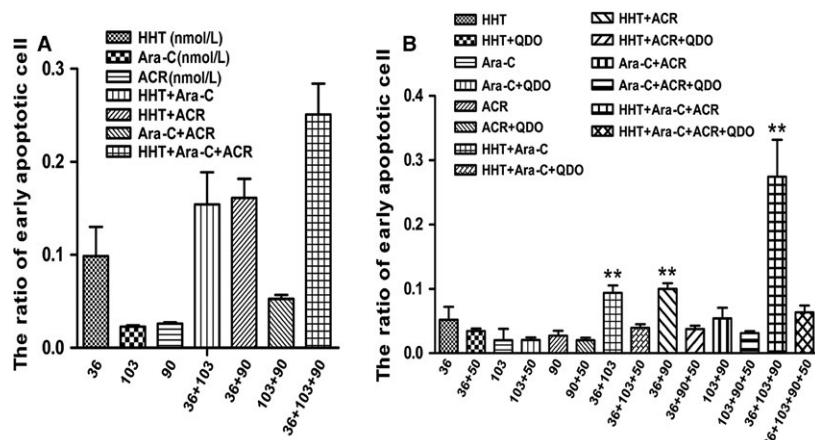 A
HHT (nmol/L)
Ara-C(nmol/L)
ACR(nmol/L)
HHT+Ara-C
HHT+ACR
Ara-C+ACR
HHT+Ara-C+ACR
The ratio of early apoptotic cell
0.3
0.2
0.1
0.0
36
103
90
36+103
36+90
103+90
36+103+90
B
HHT
HHT+QDO
Ara-C
Ara-C+QDO
ACR
ACR+QDO
HHT+Ara-C
HHT+Ara-C+QDO
HHT+ACR
HHT+ACR+QDO
Ara-C+ACR
Ara-C+ACR+QDO
HHT+Ara-C+ACR
HHT+Ara-C+ACR+QDO
The ratio of early apoptotic cell
0.4
0.3
0.2
0.1
0.0
**
**
**
36
36+50
103
103+50
90
90+50
36+103
36+103+50
36+90
36+90+50
103+90
103+90+50
36+103+90
36+103+90+50